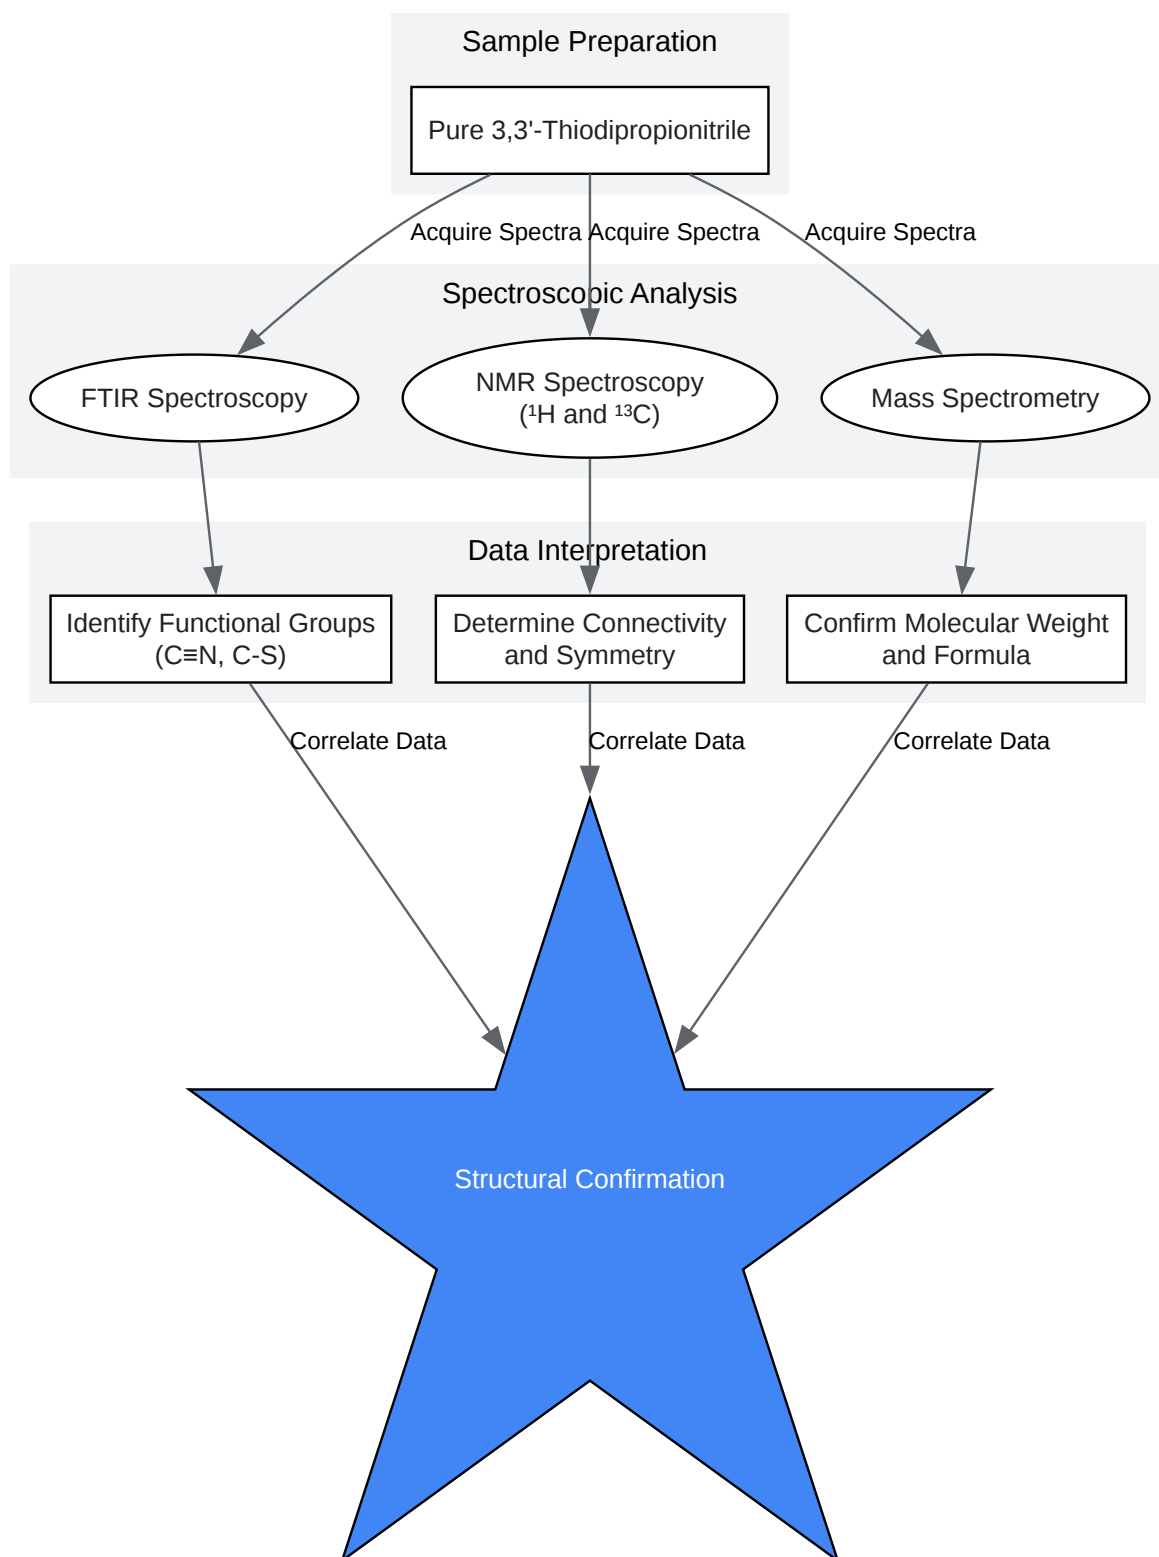 Sample Preparation
Pure 3,3'-Thiodipropionitrile
Acquire Spectra
Acquire Spectra
Acquire Spectra
Spectroscopic Analysis
FTIR Spectroscopy
NMR Spectroscopy
(¹H and ¹³C)
Mass Spectrometry
Data Interpretation
Identify Functional Groups
(C≡N, C-S)
Determine Connectivity
and Symmetry
Confirm Molecular Weight
and Formula
Correlate Data
Correlate Data
Correlate Data
Structural Confirmation